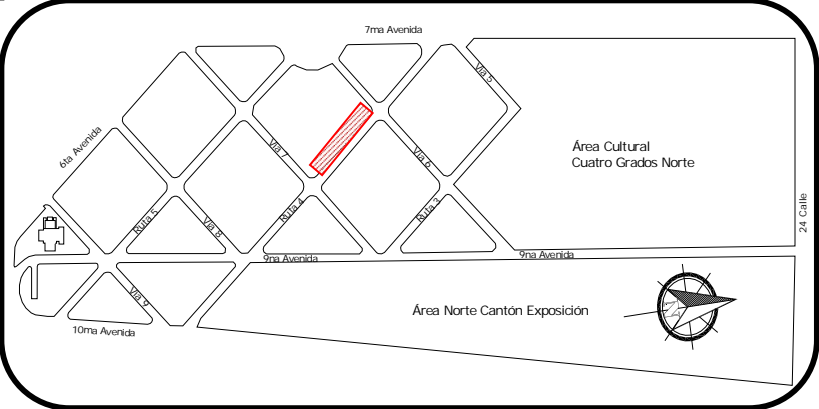 7ma Avenida
Vía 5
6ta Avenida
Vía 7
Vía 6
Área Cultural
Cuatro Grados Norte
24 Calle
Ruta 5
Vía 8
Ruta 4
Ruta 3
9na Avenida
9na Avenida
Vía 9
10ma Avenida
Área Norte Cantón Exposición
N